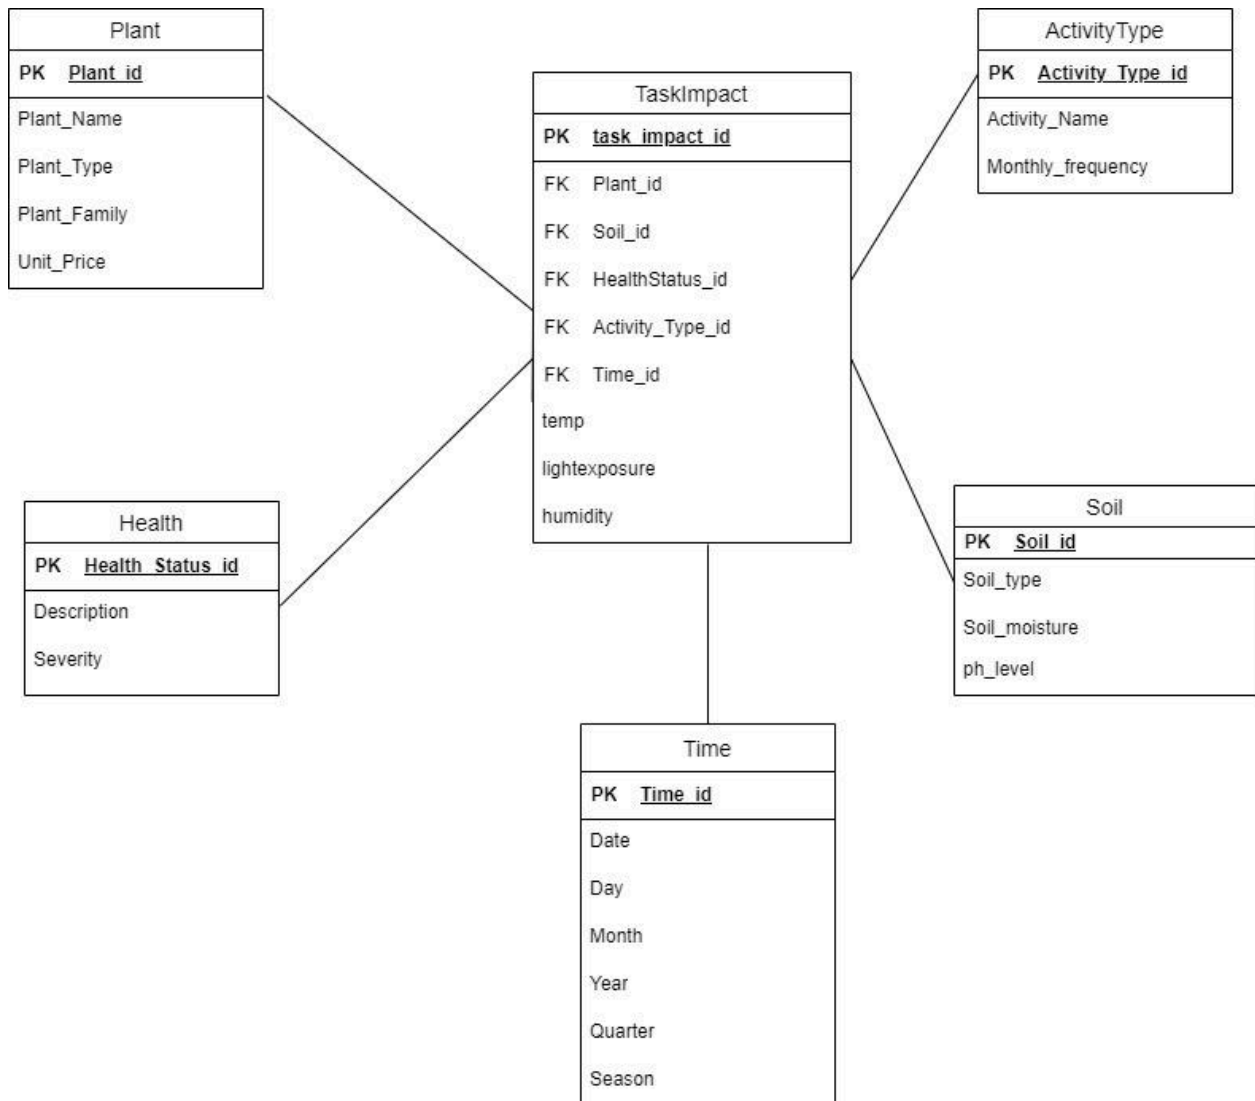 Plant
PK Plant_id
Plant_Name
Plant_Type
Plant_Family
Unit_Price
ActivityType
PK Activity_Type_id
Activity_Name
Monthly_frequency
TaskImpact
PK task_impact_id
FK Plant_id
FK Soil_id
FK HealthStatus_id
FK Activity_Type_id
FK Time_id
temp
lightexposure
humidity
Health
PK Health_Status_id
Description
Severity
Soil
PK Soil_id
Soil_type
Soil_moisture
ph_level
Time
PK Time_id
Date
Day
Month
Year
Quarter
Season